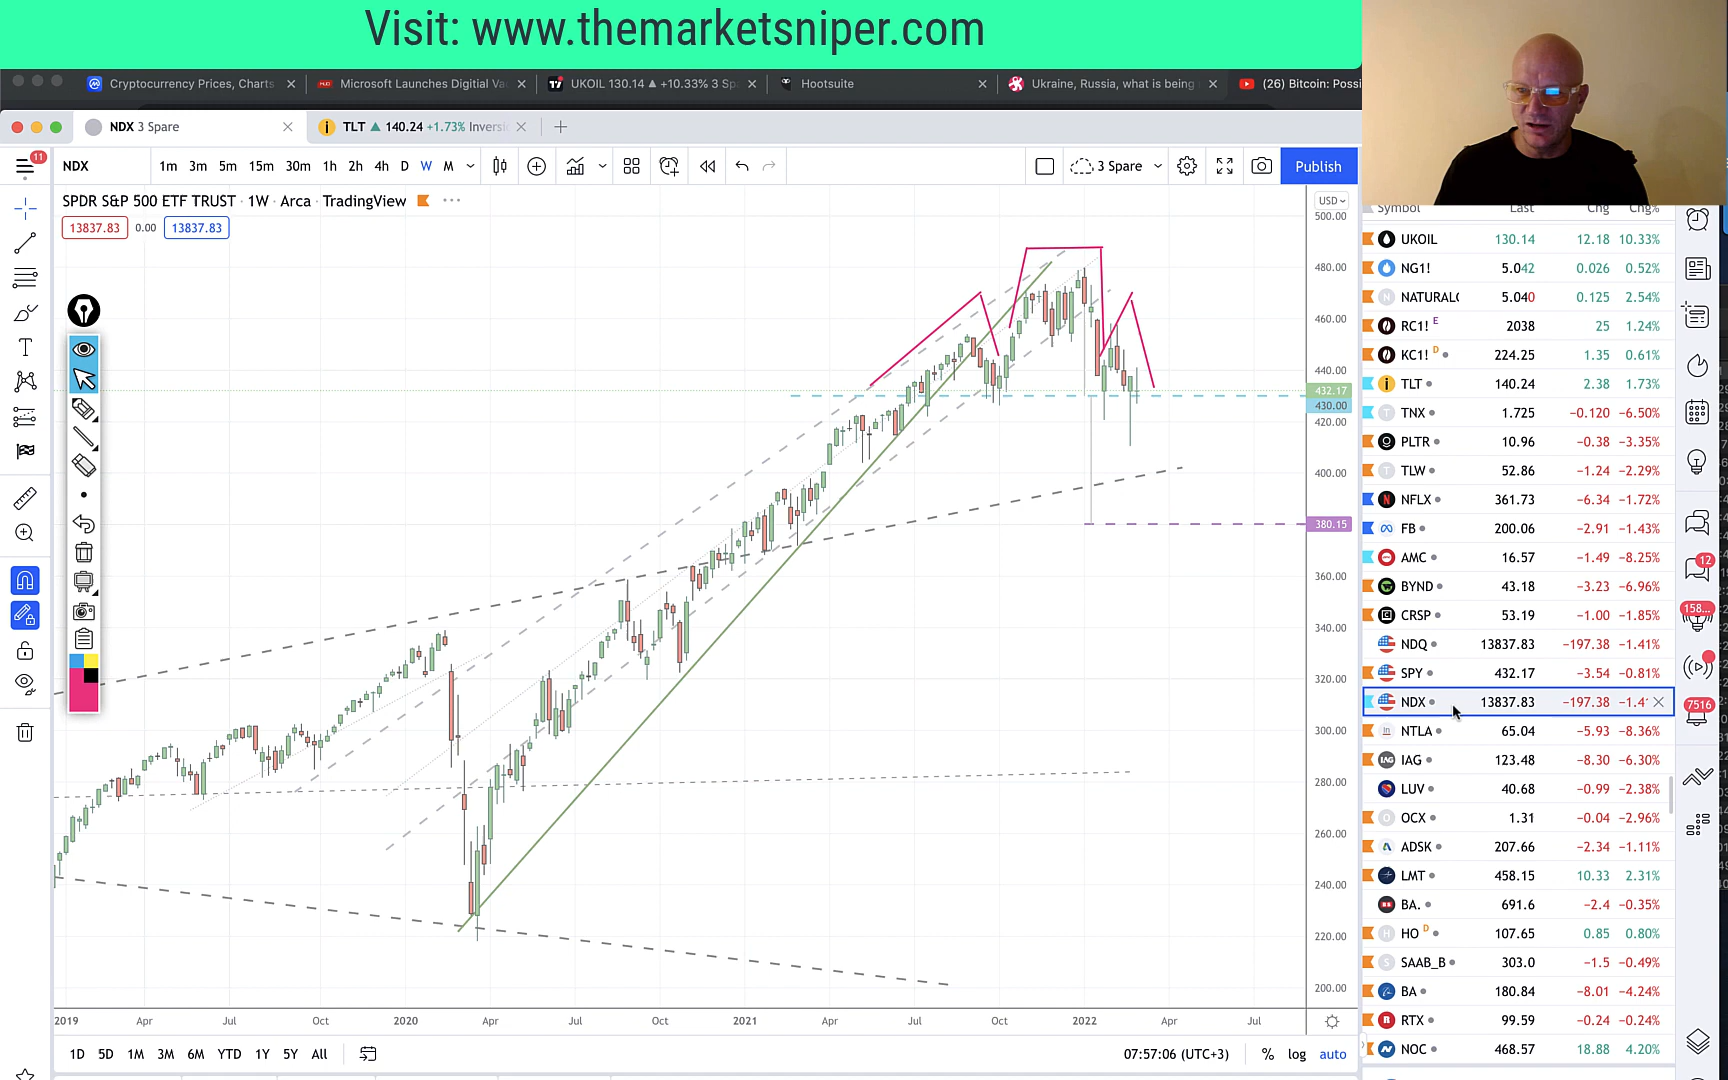 Visit: www.themarketsniper.com
Cryptocurrency Prices, Charts
Microsoft Launches Digitial Va
UKOIL 130.14 ▲ +10.33% 3 Sp
Hootsuite
Ukraine, Russia, what is being
(26) Bitcoin: Possi
NDX 3 Spare
TLT ▲ 140.24 +1.73% Inversi
11
NDX
1m 3m 5m 15m 30m 1h 2h 4h D W M
3 Spare
Publish
SPDR S&P 500 ETF TRUST · 1W · Arca · TradingView
13837.83 0.00 13837.83
USD
500.00
480.00
460.00
440.00
432.17
430.00
420.00
400.00
380.15
360.00
340.00
320.00
300.00
280.00
260.00
240.00
220.00
200.00
2019 Apr Jul Oct 2020 Apr Jul Oct 2021 Apr Jul Oct 2022 Apr Jul
1D 5D 1M 3M 6M YTD 1Y 5Y All
07:57:06 (UTC+3) % log auto
Symbol Last Chg Chg%
UKOIL 130.14 12.18 10.33%
NG1! 5.042 0.026 0.52%
NATURALG 5.040 0.125 2.54%
RC1! E 2038 25 1.24%
KC1! D 224.25 1.35 0.61%
TLT 140.24 2.38 1.73%
TNX 1.725 −0.120 −6.50%
PLTR 10.96 −0.38 −3.35%
TLW 52.86 −1.24 −2.29%
NFLX 361.73 −6.34 −1.72%
FB 200.06 −2.91 −1.43%
AMC 16.57 −1.49 −8.25%
BYND 43.18 −3.23 −6.96%
CRSP 53.19 −1.00 −1.85%
NDQ 13837.83 −197.38 −1.41%
SPY 432.17 −3.54 −0.81%
NDX 13837.83 −197.38 −1.4
NTLA 65.04 −5.93 −8.36%
IAG 123.48 −8.30 −6.30%
LUV 40.68 −0.99 −2.38%
OCX 1.31 −0.04 −2.96%
ADSK 207.66 −2.34 −1.11%
LMT 458.15 10.33 2.31%
BA. 691.6 −2.4 −0.35%
HO D 107.65 0.85 0.80%
SAAB_B 303.0 −1.5 −0.49%
BA 180.84 −8.01 −4.24%
RTX 99.59 −0.24 −0.24%
NOC 468.57 18.88 4.20%
12
158...
7516